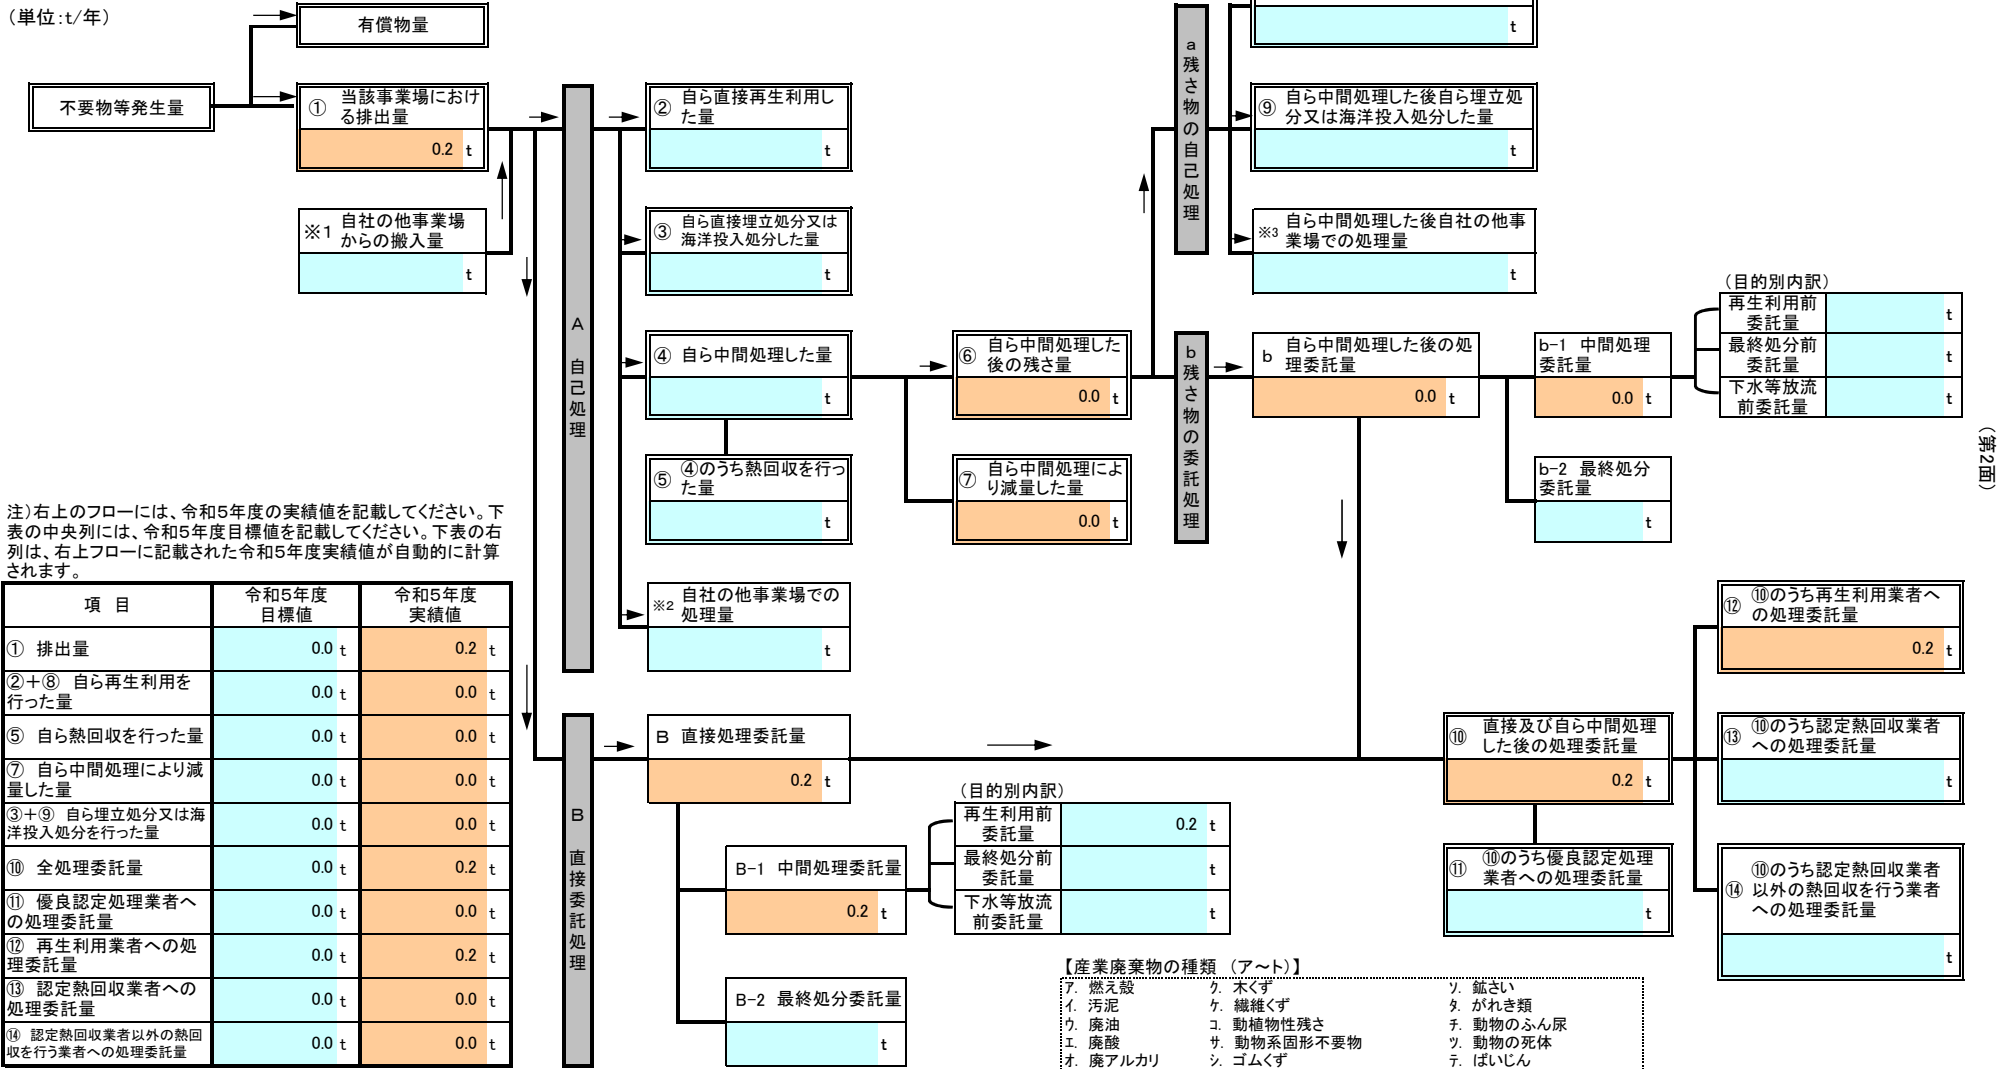 （単位：t/年）
有償物量
不要物等発生量
① 当該事業場におけ
る排出量
0.2 t
※1 自社の他事業場
からの搬入量
t
A 自己処理
② 自ら直接再生利用し
た量
t
③ 自ら直接埋立処分又は
海洋投入処分した量
t
④ 自ら中間処理した量
t
⑤ ④のうち熱回収を行っ
た量
t
※2 自社の他事業場での
処理量
t
⑥ 自ら中間処理した
後の残さ量
0.0 t
⑦ 自ら中間処理によ
り減量した量
0.0 t
a 残さ物の自己処理
t
⑨ 自ら中間処理した後自ら埋立処
分又は海洋投入処分した量
t
※3 自ら中間処理した後自社の他事
業場での処理量
t
b 残さ物の委託処理
b 自ら中間処理した後の処
理委託量
0.0 t
b-1 中間処理
委託量
0.0 t
b-2 最終処分
委託量
t
（目的別内訳）
再生利用前
委託量
t
最終処分前
委託量
t
下水等放流
前委託量
t
（第2面）
注）右上のフローには、令和5年度の実績値を記載してください。下
表の中央列には、令和5年度目標値を記載してください。下表の右
列は、右上フローに記載された令和5年度実績値が自動的に計算
されます。
項 目 令和5年度 令和5年度
目標値 実績値
① 排出量 0.0 t 0.2 t
②＋⑧ 自ら再生利用を
行った量 0.0 t 0.0 t
⑤ 自ら熱回収を行った量 0.0 t 0.0 t
⑦ 自ら中間処理により減
量した量 0.0 t 0.0 t
③＋⑨ 自ら埋立処分又は海
洋投入処分を行った量 0.0 t 0.0 t
⑩ 全処理委託量 0.0 t 0.2 t
⑪ 優良認定処理業者へ
の処理委託量 0.0 t 0.0 t
⑫ 再生利用業者への処
理委託量 0.0 t 0.2 t
⑬ 認定熱回収業者への
処理委託量 0.0 t 0.0 t
⑭ 認定熱回収業者以外の熱回
収を行う業者への処理委託量 0.0 t 0.0 t
B 直接委託処理
B 直接処理委託量
0.2 t
B-1 中間処理委託量
0.2 t
B-2 最終処分委託量
t
（目的別内訳）
再生利用前
委託量
0.2 t
最終処分前
委託量
t
下水等放流
前委託量
t
⑩ 直接及び自ら中間処理
した後の処理委託量
0.2 t
⑪ ⑩のうち優良認定処理
業者への処理委託量
t
⑫ ⑩のうち再生利用業者へ
の処理委託量
0.2 t
⑬ ⑩のうち認定熱回収業者
への処理委託量
t
⑭ ⑩のうち認定熱回収業者
以外の熱回収を行う業者
への処理委託量
t
【産業廃棄物の種類 （ア～ト）】
ア. 燃え殻 ク. 木くず ソ. 鉱さい
イ. 汚泥 ケ. 繊維くず タ. がれき類
ウ. 廃油 コ. 動植物性残さ チ. 動物のふん尿
エ. 廃酸 サ. 動物系固形不要物 ツ. 動物の死体
オ. 廃アルカリ シ. ゴムくず テ. ばいじん